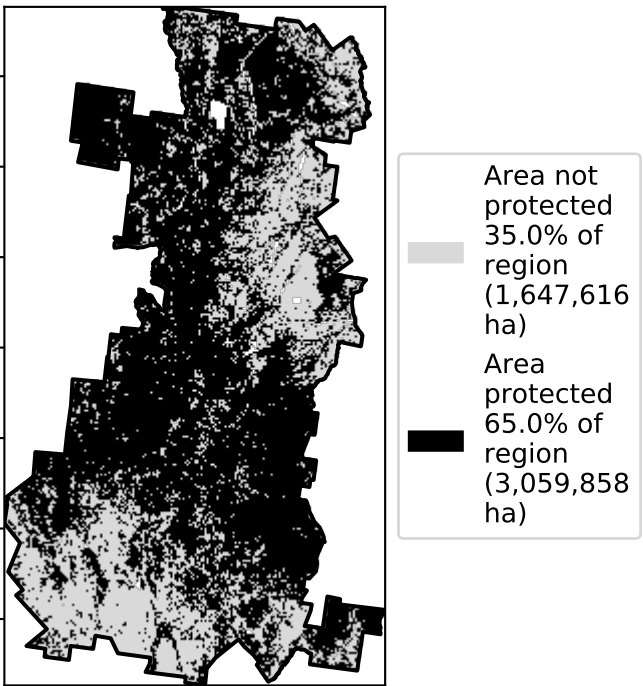 Area not
protected
35.0% of
region
(1,647,616
ha)
Area
protected
65.0% of
region
(3,059,858
ha)